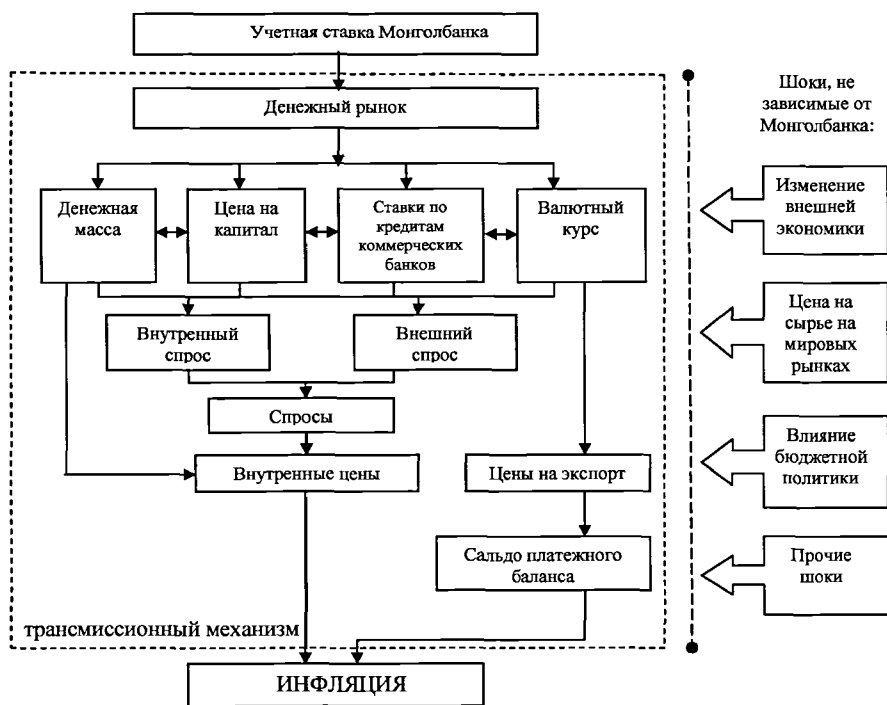 Учетная ставка Монголбанка
Денежный рынок
Денежная
масса
Цена на
капитал
Ставки по
кредитам
коммерческих
банков
Валютный
курс
Внутренный
спрос
Внешний
спрос
Спросы
Внутренные цены
Цены на экспорт
Сальдо платежного
баланса
трансмиссионный механизм
ИНФЛЯЦИЯ
Шоки, не
зависимые от
Монголбанка:
Изменение
внешней
экономики
Цена на
сырье на
мировых
рынках
Влияние
бюджетной
политики
Прочие
шоки